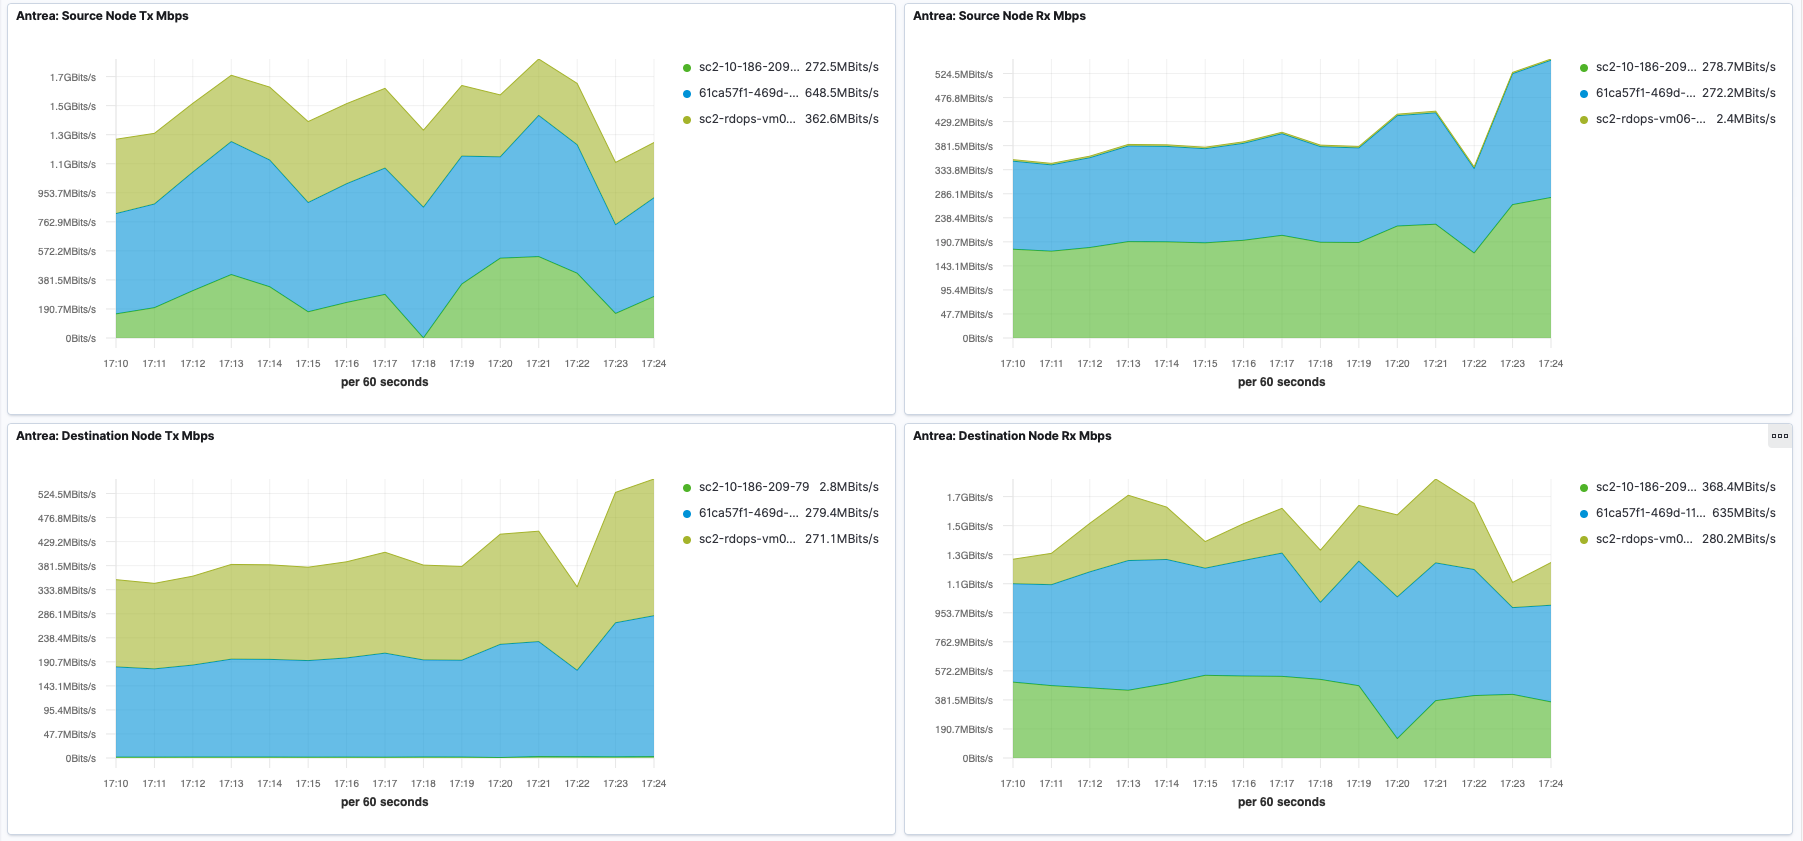 Antrea: Source Node Tx Mbps
1.7GBits/s
1.5GBits/s
1.3GBits/s
1.1GBits/s
953.7MBits/s
762.9MBits/s
572.2MBits/s
381.5MBits/s
190.7MBits/s
0Bits/s
17:10 17:11 17:12 17:13 17:14 17:15 17:16 17:17 17:18 17:19 17:20 17:21 17:22 17:23 17:24
per 60 seconds
sc2-10-186-209... 272.5MBits/s
61ca57f1-469d-... 648.5MBits/s
sc2-rdops-vm0... 362.6MBits/s
Antrea: Source Node Rx Mbps
524.5MBits/s
476.8MBits/s
429.2MBits/s
381.5MBits/s
333.8MBits/s
286.1MBits/s
238.4MBits/s
190.7MBits/s
143.1MBits/s
95.4MBits/s
47.7MBits/s
0Bits/s
17:10 17:11 17:12 17:13 17:14 17:15 17:16 17:17 17:18 17:19 17:20 17:21 17:22 17:23 17:24
per 60 seconds
sc2-10-186-209... 278.7MBits/s
61ca57f1-469d-... 272.2MBits/s
sc2-rdops-vm06-... 2.4MBits/s
Antrea: Destination Node Tx Mbps
524.5MBits/s
476.8MBits/s
429.2MBits/s
381.5MBits/s
333.8MBits/s
286.1MBits/s
238.4MBits/s
190.7MBits/s
143.1MBits/s
95.4MBits/s
47.7MBits/s
0Bits/s
17:10 17:11 17:12 17:13 17:14 17:15 17:16 17:17 17:18 17:19 17:20 17:21 17:22 17:23 17:24
per 60 seconds
sc2-10-186-209-79 2.8MBits/s
61ca57f1-469d-... 279.4MBits/s
sc2-rdops-vm0... 271.1MBits/s
Antrea: Destination Node Rx Mbps
1.7GBits/s
1.5GBits/s
1.3GBits/s
1.1GBits/s
953.7MBits/s
762.9MBits/s
572.2MBits/s
381.5MBits/s
190.7MBits/s
0Bits/s
17:10 17:11 17:12 17:13 17:14 17:15 17:16 17:17 17:18 17:19 17:20 17:21 17:22 17:23 17:24
per 60 seconds
sc2-10-186-209... 368.4MBits/s
61ca57f1-469d-11... 635MBits/s
sc2-rdops-vm0... 280.2MBits/s